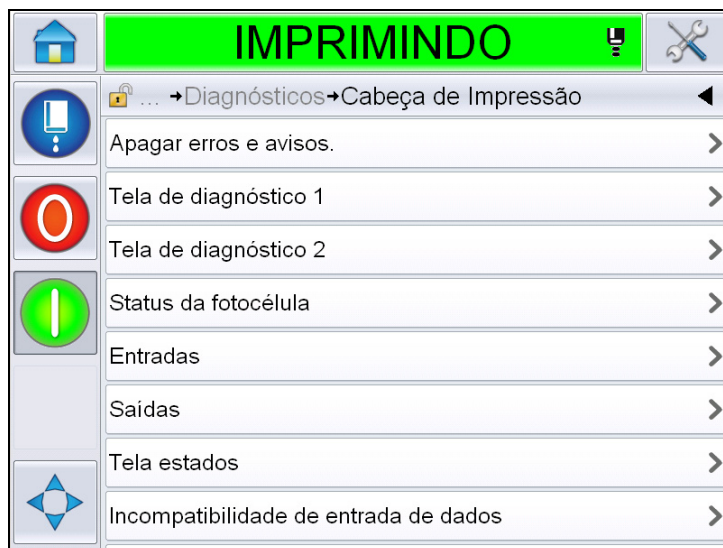 IMPRIMINDO
... →Diagnósticos→Cabeça de Impressão
Apagar erros e avisos.
Tela de diagnóstico 1
Tela de diagnóstico 2
Status da fotocélula
Entradas
Saídas
Tela estados
Incompatibilidade de entrada de dados